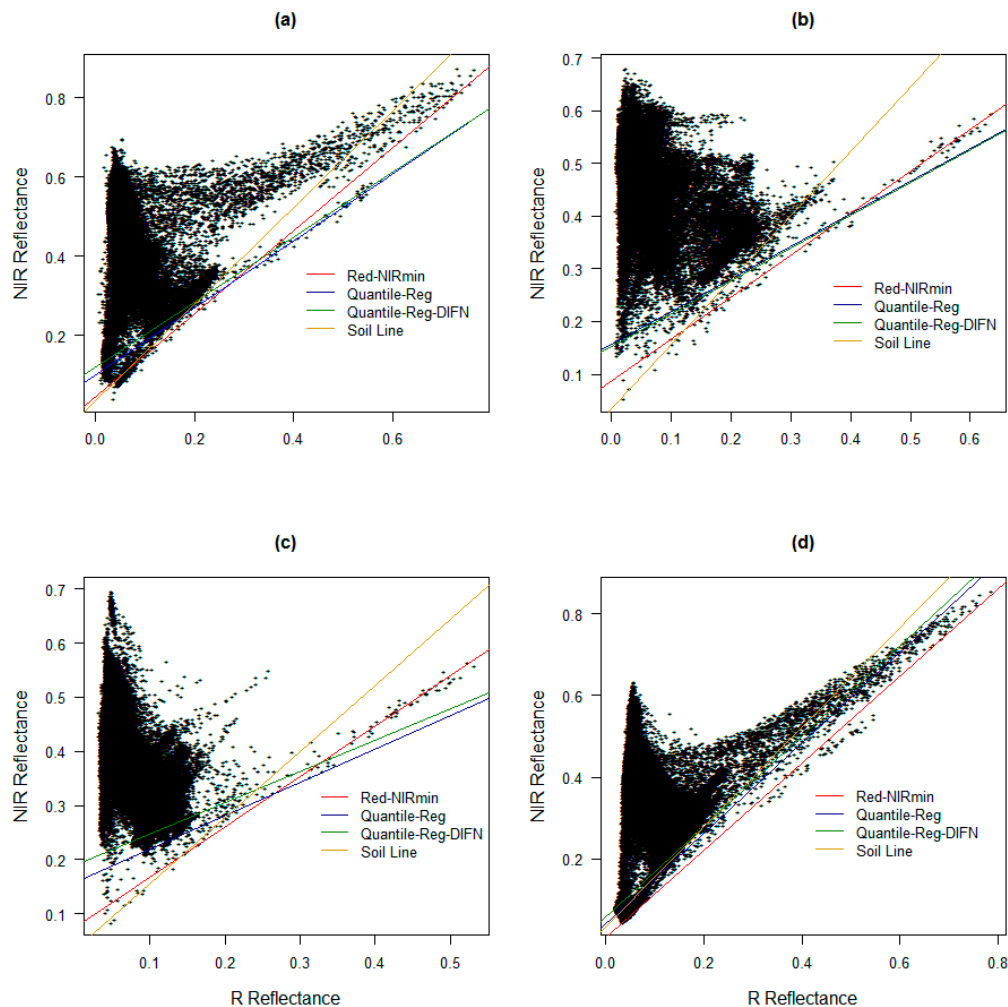 (a)
NIR Reflectance
0.8
0.6
0.4
0.2
0.0 0.2 0.4 0.6
Red-NIRmin
Quantile-Reg
Quantile-Reg-DIFN
Soil Line
(b)
NIR Reflectance
0.7
0.6
0.5
0.4
0.3
0.2
0.1
0.0 0.1 0.2 0.3 0.4 0.5 0.6
Red-NIRmin
Quantile-Reg
Quantile-Reg-DIFN
Soil Line
(c)
NIR Reflectance
0.7
0.6
0.5
0.4
0.3
0.2
0.1
0.1 0.2 0.3 0.4 0.5
R Reflectance
Red-NIRmin
Quantile-Reg
Quantile-Reg-DIFN
Soil Line
(d)
NIR Reflectance
0.8
0.6
0.4
0.2
0.0 0.2 0.4 0.6 0.8
R Reflectance
Red-NIRmin
Quantile-Reg
Quantile-Reg-DIFN
Soil Line